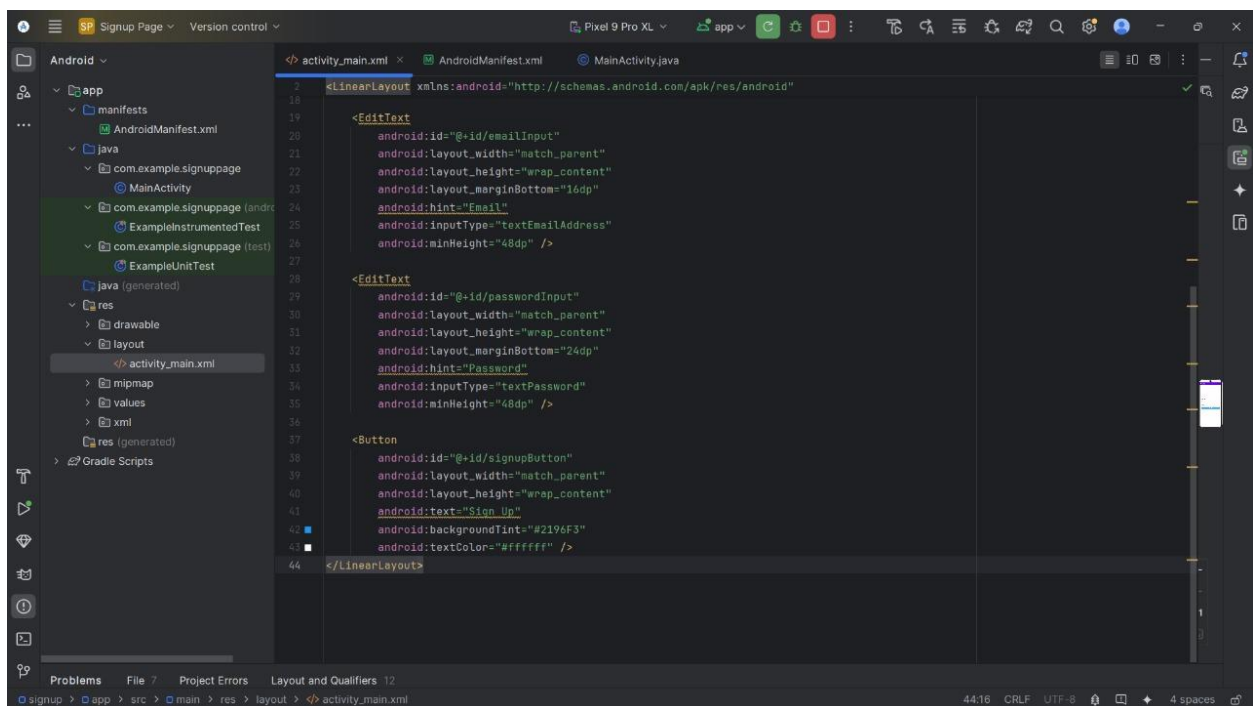 SP Signup Page Version control Pixel 9 Pro XL app
Android
activity_main.xml AndroidManifest.xml MainActivity.java
app
manifests
AndroidManifest.xml
java
com.example.signuppage
MainActivity
com.example.signuppage (andro
ExampleInstrumentedTest
com.example.signuppage (test)
ExampleUnitTest
java (generated)
res
drawable
layout
activity_main.xml
mipmap
values
xml
res (generated)
Gradle Scripts
2 <LinearLayout xmlns:android="http://schemas.android.com/apk/res/android"
18
19 <EditText
20 android:id="@+id/emailInput"
21 android:layout_width="match_parent"
22 android:layout_height="wrap_content"
23 android:layout_marginBottom="16dp"
24 android:hint="Email"
25 android:inputType="textEmailAddress"
26 android:minHeight="48dp" />
27
28 <EditText
29 android:id="@+id/passwordInput"
30 android:layout_width="match_parent"
31 android:layout_height="wrap_content"
32 android:layout_marginBottom="24dp"
33 android:hint="Password"
34 android:inputType="textPassword"
35 android:minHeight="48dp" />
36
37 <Button
38 android:id="@+id/signupButton"
39 android:layout_width="match_parent"
40 android:layout_height="wrap_content"
41 android:text="Sign Up"
42 android:backgroundTint="#2196F3"
43 android:textColor="#ffffff" />
44 </LinearLayout>
Problems File 7 Project Errors Layout and Qualifiers 12
signup > app > src > main > res > layout > activity_main.xml 44:16 CRLF UTF-8 4 spaces